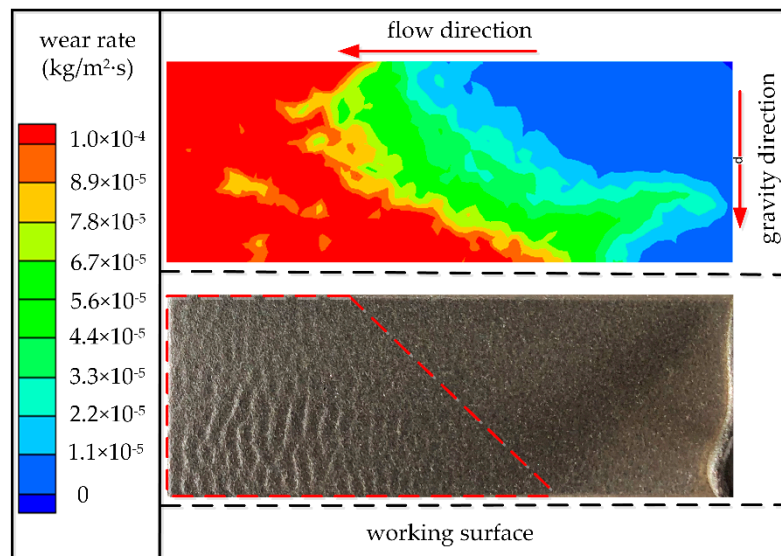 wear rate
(kg/m²·s)
1.0×10⁻⁴
8.9×10⁻⁵
7.8×10⁻⁵
6.7×10⁻⁵
5.6×10⁻⁵
4.4×10⁻⁵
3.3×10⁻⁵
2.2×10⁻⁵
1.1×10⁻⁵
0
flow direction
gravity direction
working surface